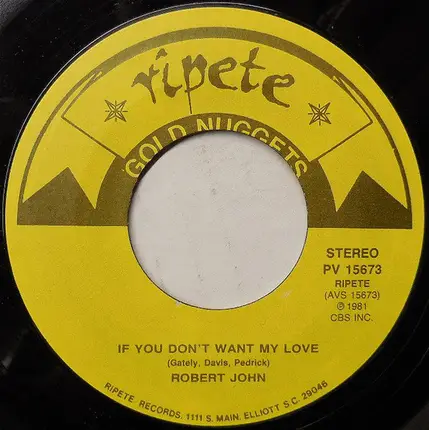 ripete
GOLD NUGGETS
STEREO
PV 15673
RIPETE
(AVS 15673)
℗ 1981
CBS INC.
IF YOU DON'T WANT MY LOVE
(Gately, Davis, Pedrick)
ROBERT JOHN
RIPETE RECORDS, 1111 S. MAIN, ELLIOTT S.C. 29046